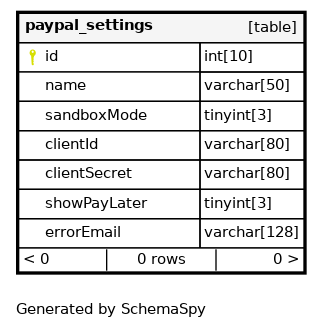 paypal_settings [table]
id int[10]
name varchar[50]
sandboxMode tinyint[3]
clientId varchar[80]
clientSecret varchar[80]
showPayLater tinyint[3]
errorEmail varchar[128]
< 0 0 rows 0 >
Generated by SchemaSpy